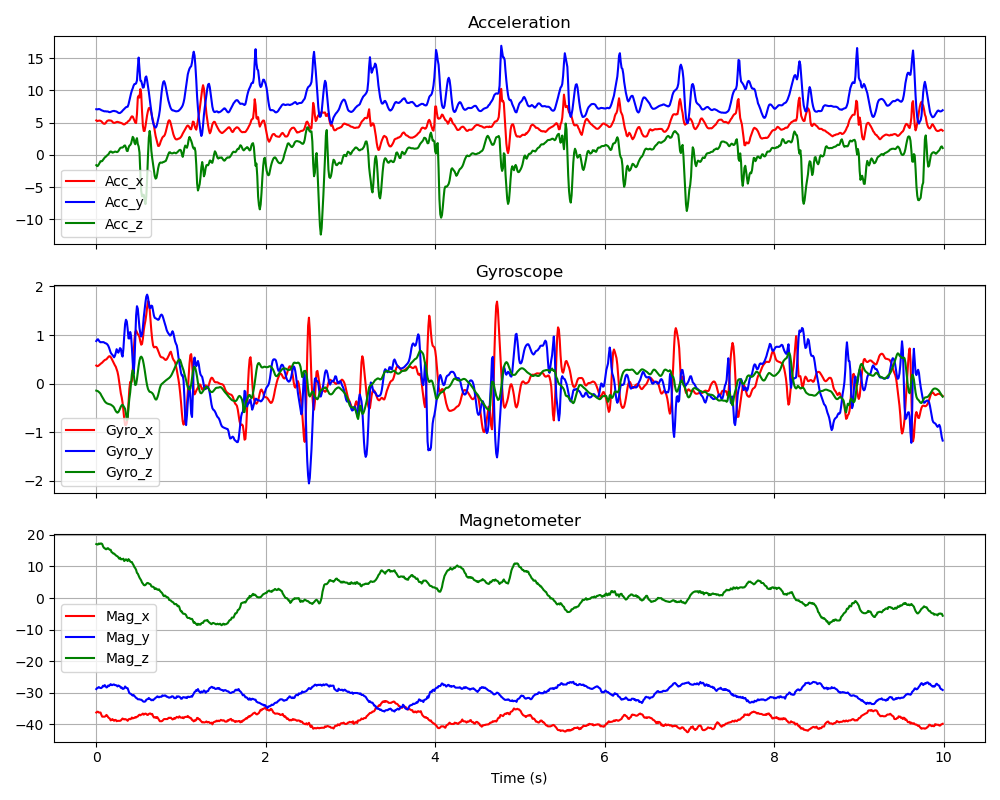 Acceleration
15
10
5
0
−5
−10
Acc_x
Acc_y
Acc_z
Gyroscope
2
1
0
−1
−2
Gyro_x
Gyro_y
Gyro_z
Magnetometer
20
10
0
−10
−20
−30
−40
Mag_x
Mag_y
Mag_z
0 2 4 6 8 10
Time (s)